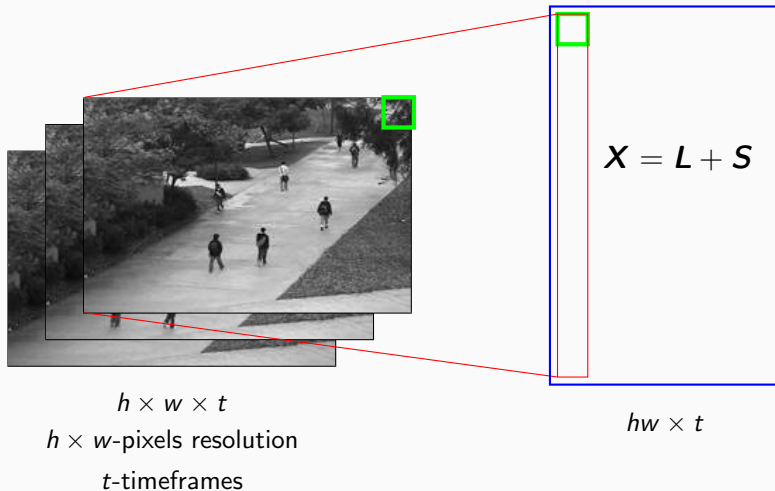 X = L + S
h × w × t
h × w-pixels resolution
t-timeframes
hw × t